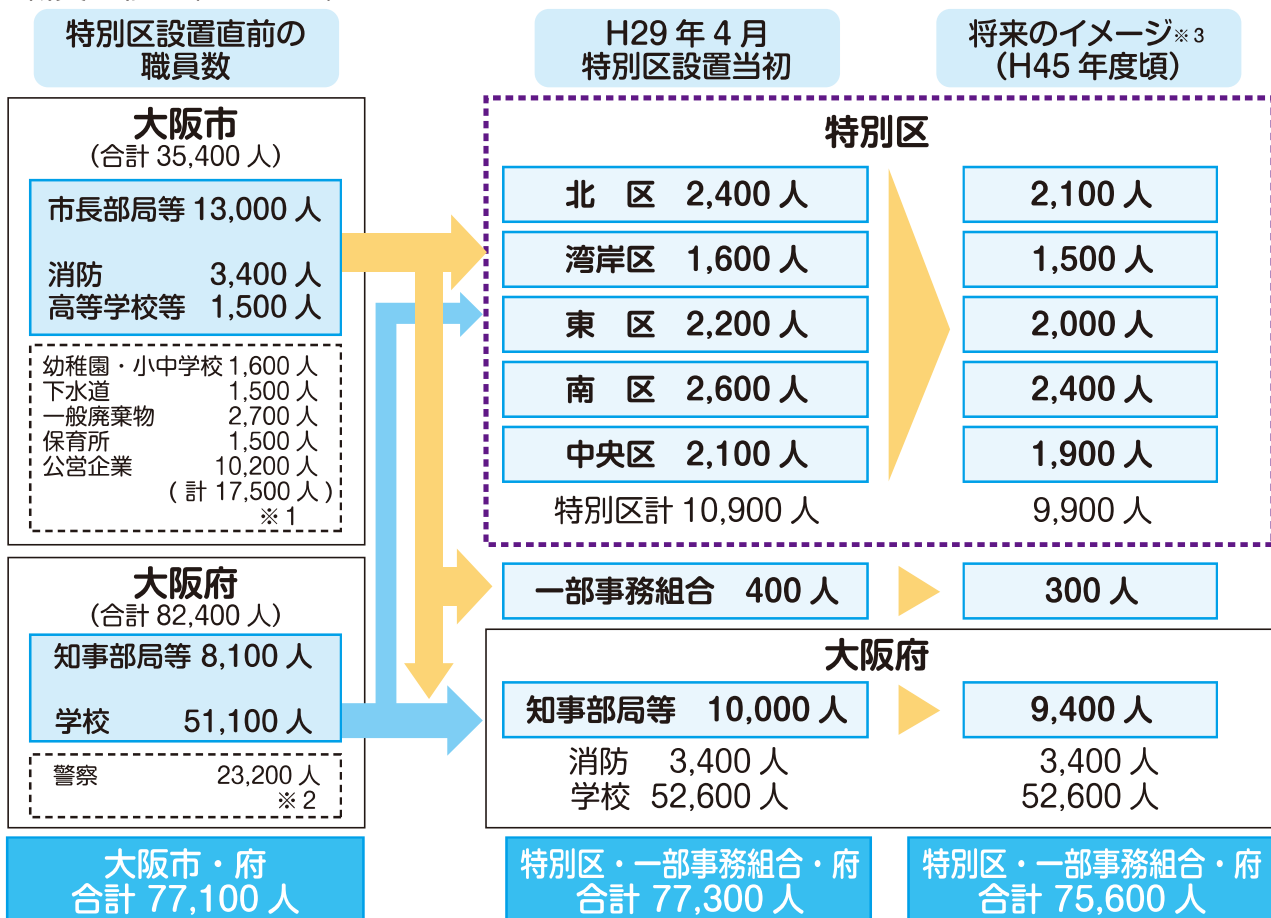 特別区設置直前の
職員数
H29年4月
特別区設置当初
将来のイメージ※3
(H45年度頃)
大阪市
(合計 35,400人)
市長部局等 13,000人
消防 3,400人
高等学校等 1,500人
幼稚園・小中学校 1,600人
下水道 1,500人
一般廃棄物 2,700人
保育所 1,500人
公営企業 10,200人
(計 17,500人)
※1
大阪府
(合計 82,400人)
知事部局等 8,100人
学校 51,100人
警察 23,200人
※2
大阪市・府
合計 77,100人
特別区
北 区 2,400人 2,100人
湾岸区 1,600人 1,500人
東 区 2,200人 2,000人
南 区 2,600人 2,400人
中央区 2,100人 1,900人
特別区計 10,900人 9,900人
一部事務組合 400人 300人
大阪府
知事部局等 10,000人 9,400人
消防 3,400人 3,400人
学校 52,600人 52,600人
特別区・一部事務組合・府
合計 77,300人
特別区・一部事務組合・府
合計 75,600人